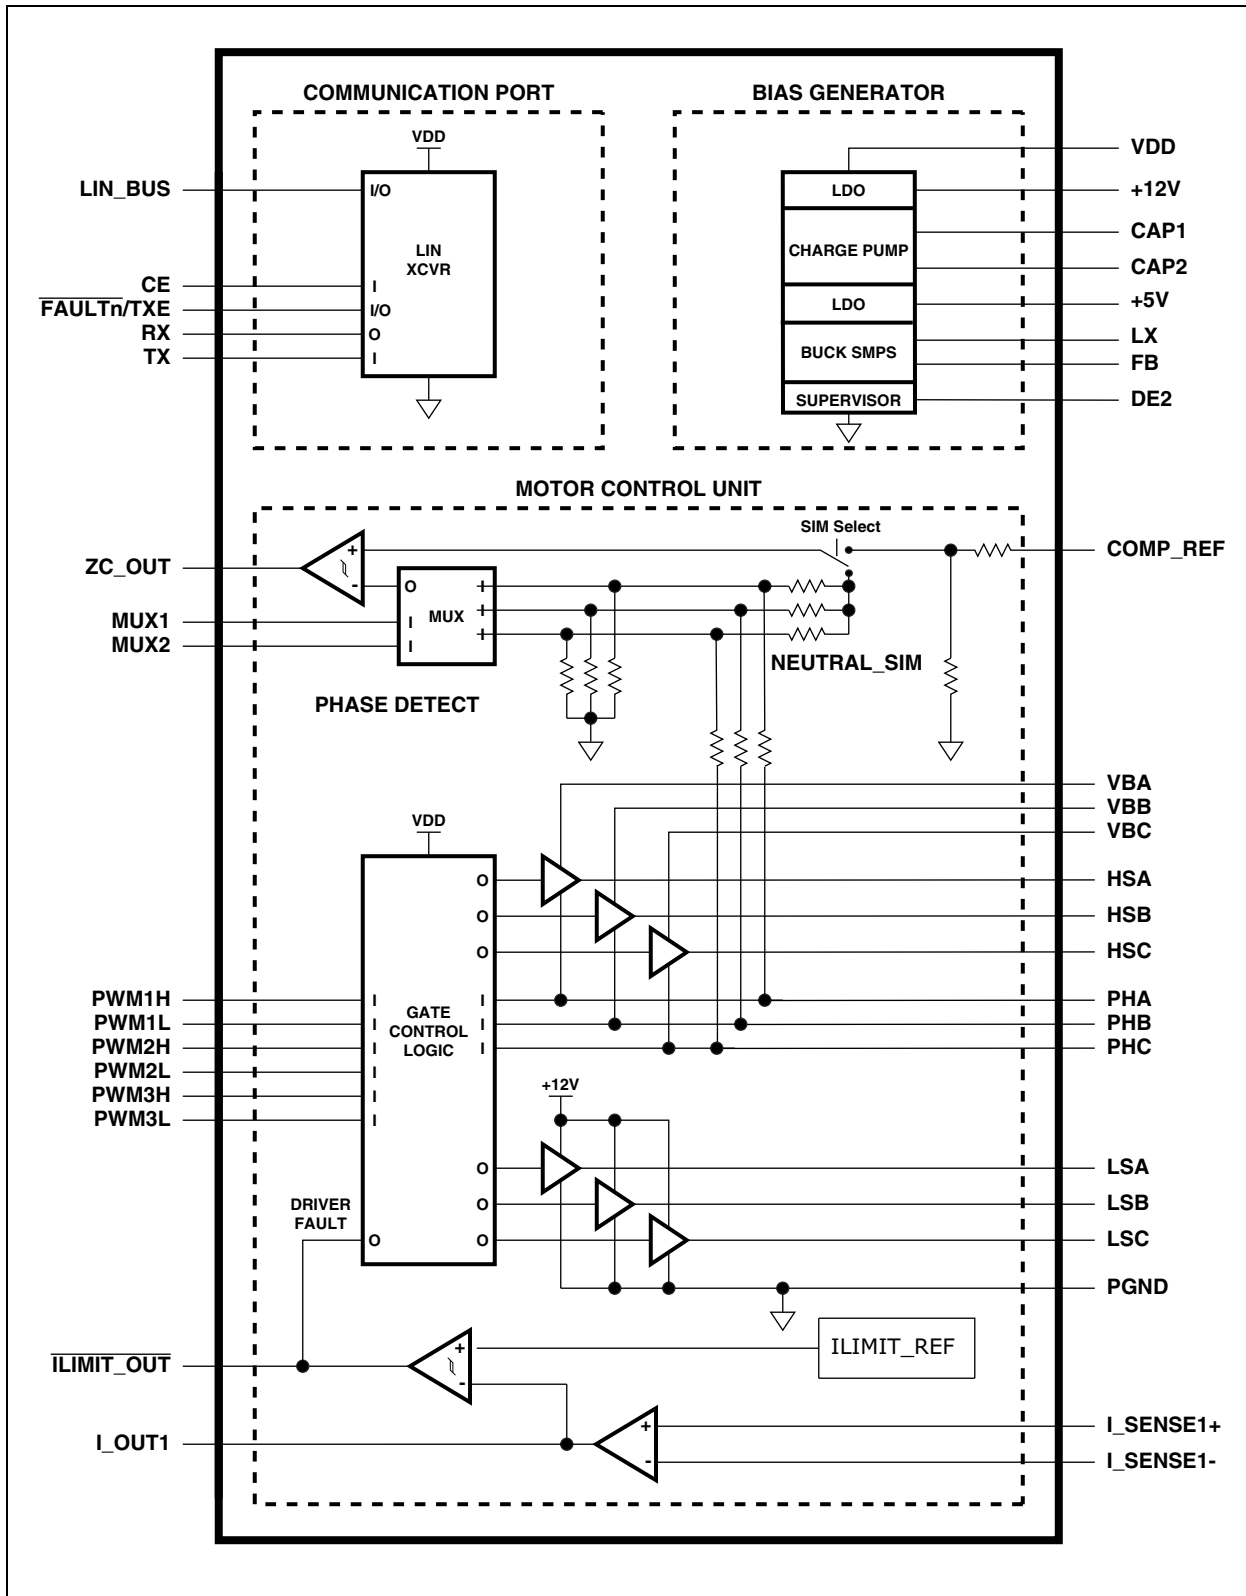 COMMUNICATION PORT
BIAS GENERATOR
VDD
VDD
LIN_BUS
I/O
LDO
+12V
LIN
XCVR
CHARGE PUMP
CAP1
CAP2
CE
I
FAULTn/TXE
I/O
LDO
+5V
RX
O
BUCK SMPS
LX
TX
I
FB
SUPERVISOR
DE2
MOTOR CONTROL UNIT
SIM Select
+
COMP_REF
ZC_OUT
-
O
I
MUX
I
I
MUX1
I
MUX2
I
NEUTRAL_SIM
PHASE DETECT
VBA
VBB
VBC
VDD
O
HSA
O
HSB
O
HSC
PWM1H
I
I
PHA
PWM1L
I
I
PHB
PWM2H
I
I
PHC
GATE
CONTROL
LOGIC
PWM2L
I
PWM3H
I
PWM3L
I
+12V
O
LSA
O
LSB
DRIVER
FAULT
O
O
LSC
PGND
ILIMIT_OUT
+
-
ILIMIT_REF
I_OUT1
+
-
I_SENSE1+
I_SENSE1-